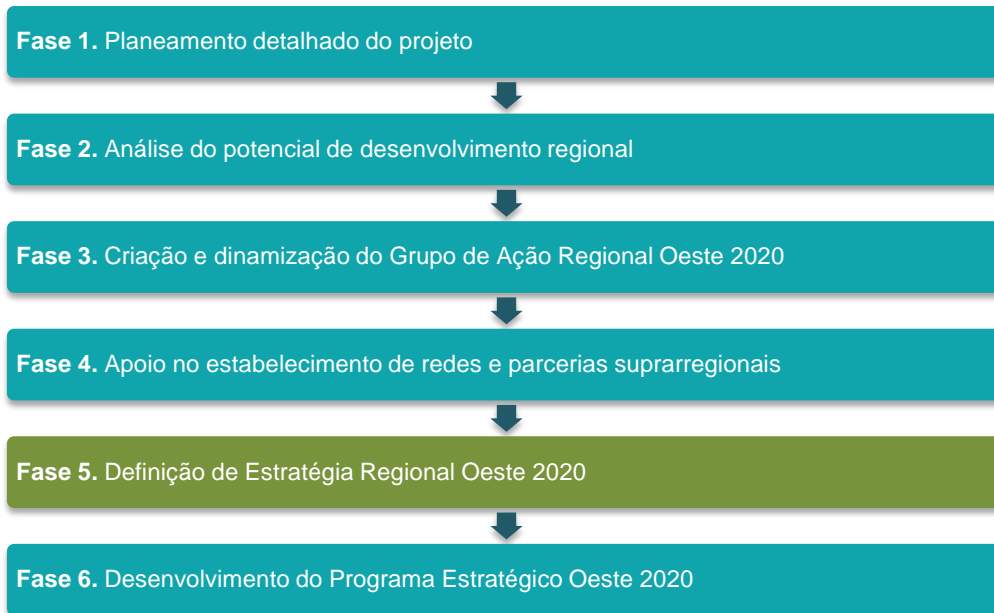 Fase 1. Planeamento detalhado do projeto
Fase 2. Análise do potencial de desenvolvimento regional
Fase 3. Criação e dinamização do Grupo de Ação Regional Oeste 2020
Fase 4. Apoio no estabelecimento de redes e parcerias suprarregionais
Fase 5. Definição de Estratégia Regional Oeste 2020
Fase 6. Desenvolvimento do Programa Estratégico Oeste 2020